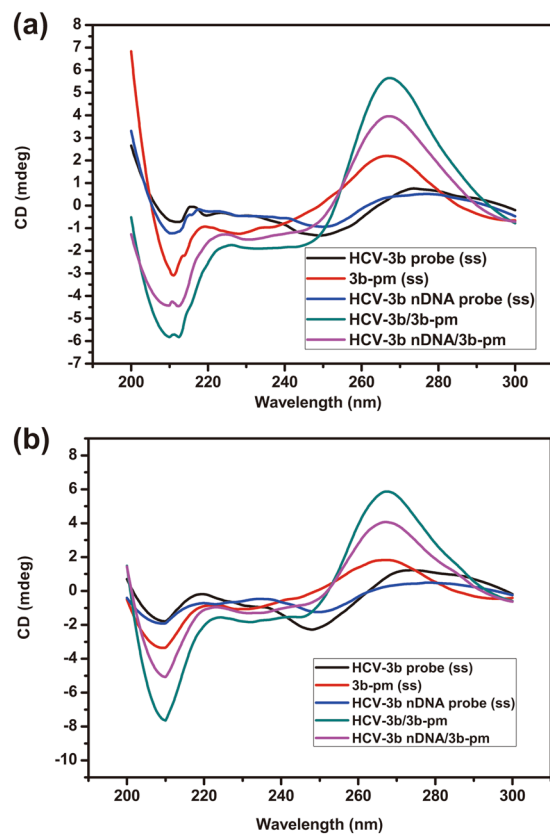 (a)
8
7
6
5
4
3
2
1
0
-1
-2
-3
-4
-5
-6
-7
CD (mdeg)
HCV-3b probe (ss)
3b-pm (ss)
HCV-3b nDNA probe (ss)
HCV-3b/3b-pm
HCV-3b nDNA/3b-pm
200 220 240 260 280 300
Wavelength (nm)
(b)
8
6
4
2
0
-2
-4
-6
-8
-10
CD (mdeg)
HCV-3b probe (ss)
3b-pm (ss)
HCV-3b nDNA probe (ss)
HCV-3b/3b-pm
HCV-3b nDNA/3b-pm
200 220 240 260 280 300
Wavelength (nm)